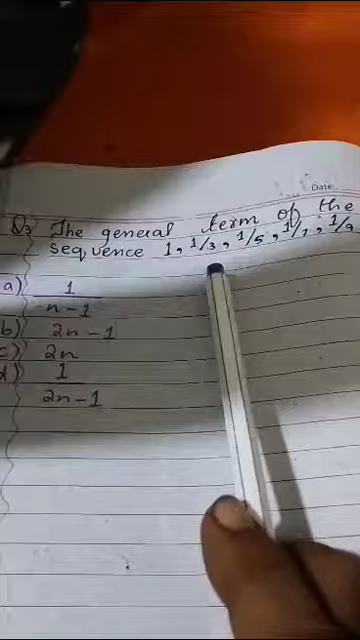 Date.
Q3 The general term of the
sequence 1, 1/3, 1/5, 1/7, 1/9
a) 1
n-1
b) 2n-1
c) 2n
d) 1
2n-1